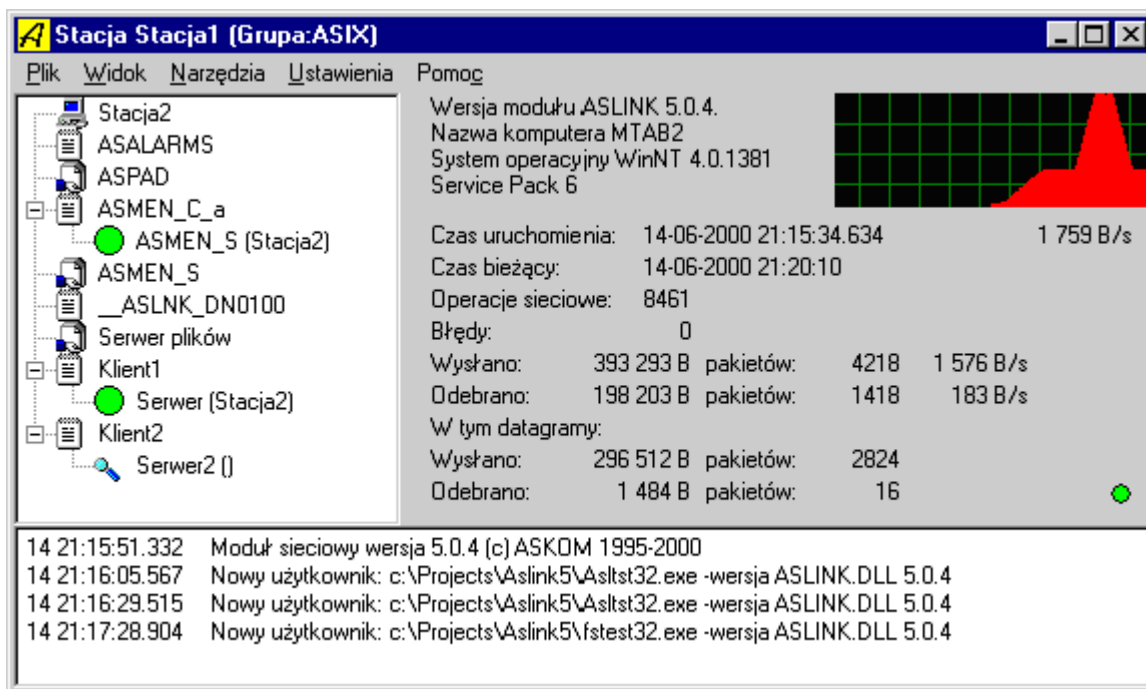 A Stacja Stacja1 (Grupa:ASIX)
Plik Widok Narzędzia Ustawienia Pomoc
Stacja2
ASALARMS
ASPAD
ASMEN_C_a
ASMEN_S (Stacja2)
ASMEN_S
__ASLNK_DN0100
Serwer plików
Klient1
Serwer (Stacja2)
Klient2
Serwer2 ()
Wersja modułu ASLINK 5.0.4.
Nazwa komputera MTAB2
System operacyjny WinNT 4.0.1381
Service Pack 6
Czas uruchomienia: 14-06-2000 21:15:34.634 1 759 B/s
Czas bieżący: 14-06-2000 21:20:10
Operacje sieciowe: 8461
Błędy: 0
Wysłano: 393 293 B pakietów: 4218 1 576 B/s
Odebrano: 198 203 B pakietów: 1418 183 B/s
W tym datagramy:
Wysłano: 296 512 B pakietów: 2824
Odebrano: 1 484 B pakietów: 16
14 21:15:51.332 Moduł sieciowy wersja 5.0.4 (c) ASKOM 1995-2000
14 21:16:05.567 Nowy użytkownik: c:\Projects\Aslink5\Asltst32.exe -wersja ASLINK.DLL 5.0.4
14 21:16:29.515 Nowy użytkownik: c:\Projects\Aslink5\Asltst32.exe -wersja ASLINK.DLL 5.0.4
14 21:17:28.904 Nowy użytkownik: c:\Projects\Aslink5\fstest32.exe -wersja ASLINK.DLL 5.0.4